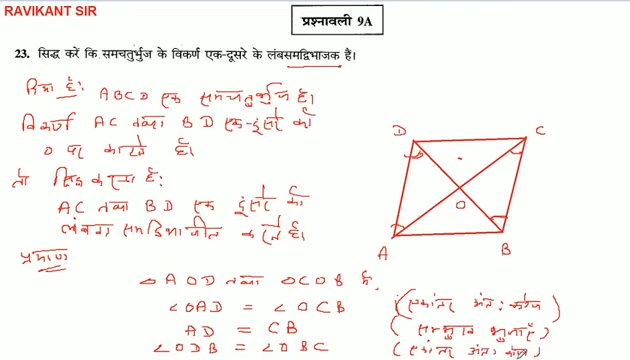 RAVIKANT SIR
प्रश्नावली 9A
23. सिद्ध करें कि समचतुर्भुज के विकर्ण एक-दूसरे के लंबसमद्विभाजक हैं।
दिया है:
ABCD एक समचतुर्भुज है।
विकर्ण AC तथा BD एक-दूसरे को
O पर काटते हैं।
तो सिद्ध करना है:
AC तथा BD एक दूसरे को
लंबवत समद्विभाजीत करते है।
प्रमाण
D
C
O
A
B
△AOD तथा △COB में,
∠OAD = ∠OCB (एकांतर अंतः कोण)
AD = CB (सम्मुख भुजाएँ)
∠ODB = ∠OBC (एकांतर अंतः कोण)